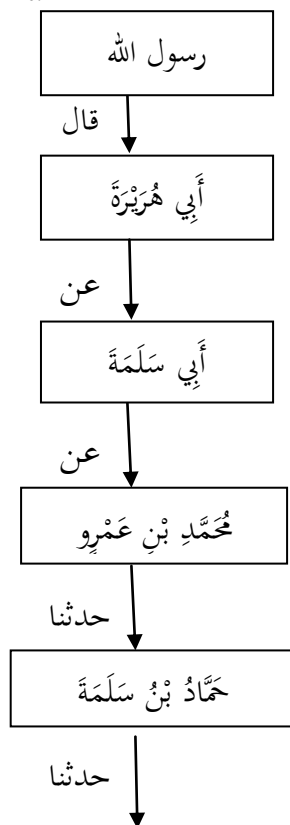 رسول الله
قال
أَبِي هُرَيْرَةَ
عن
أَبِي سَلَمَةَ
عن
مُحَمَّدِ بْنِ عَمْرٍو
حدثنا
حَمَّادُ بْنُ سَلَمَةَ
حدثنا